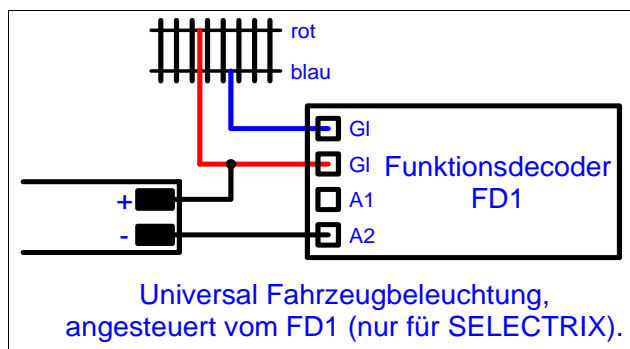 rot
blau
Gl
Gl
A1
A2
Funktionsdecoder
FD1
+
-
Universal Fahrzeugbeleuchtung,
angesteuert vom FD1 (nur für SELECTRIX).